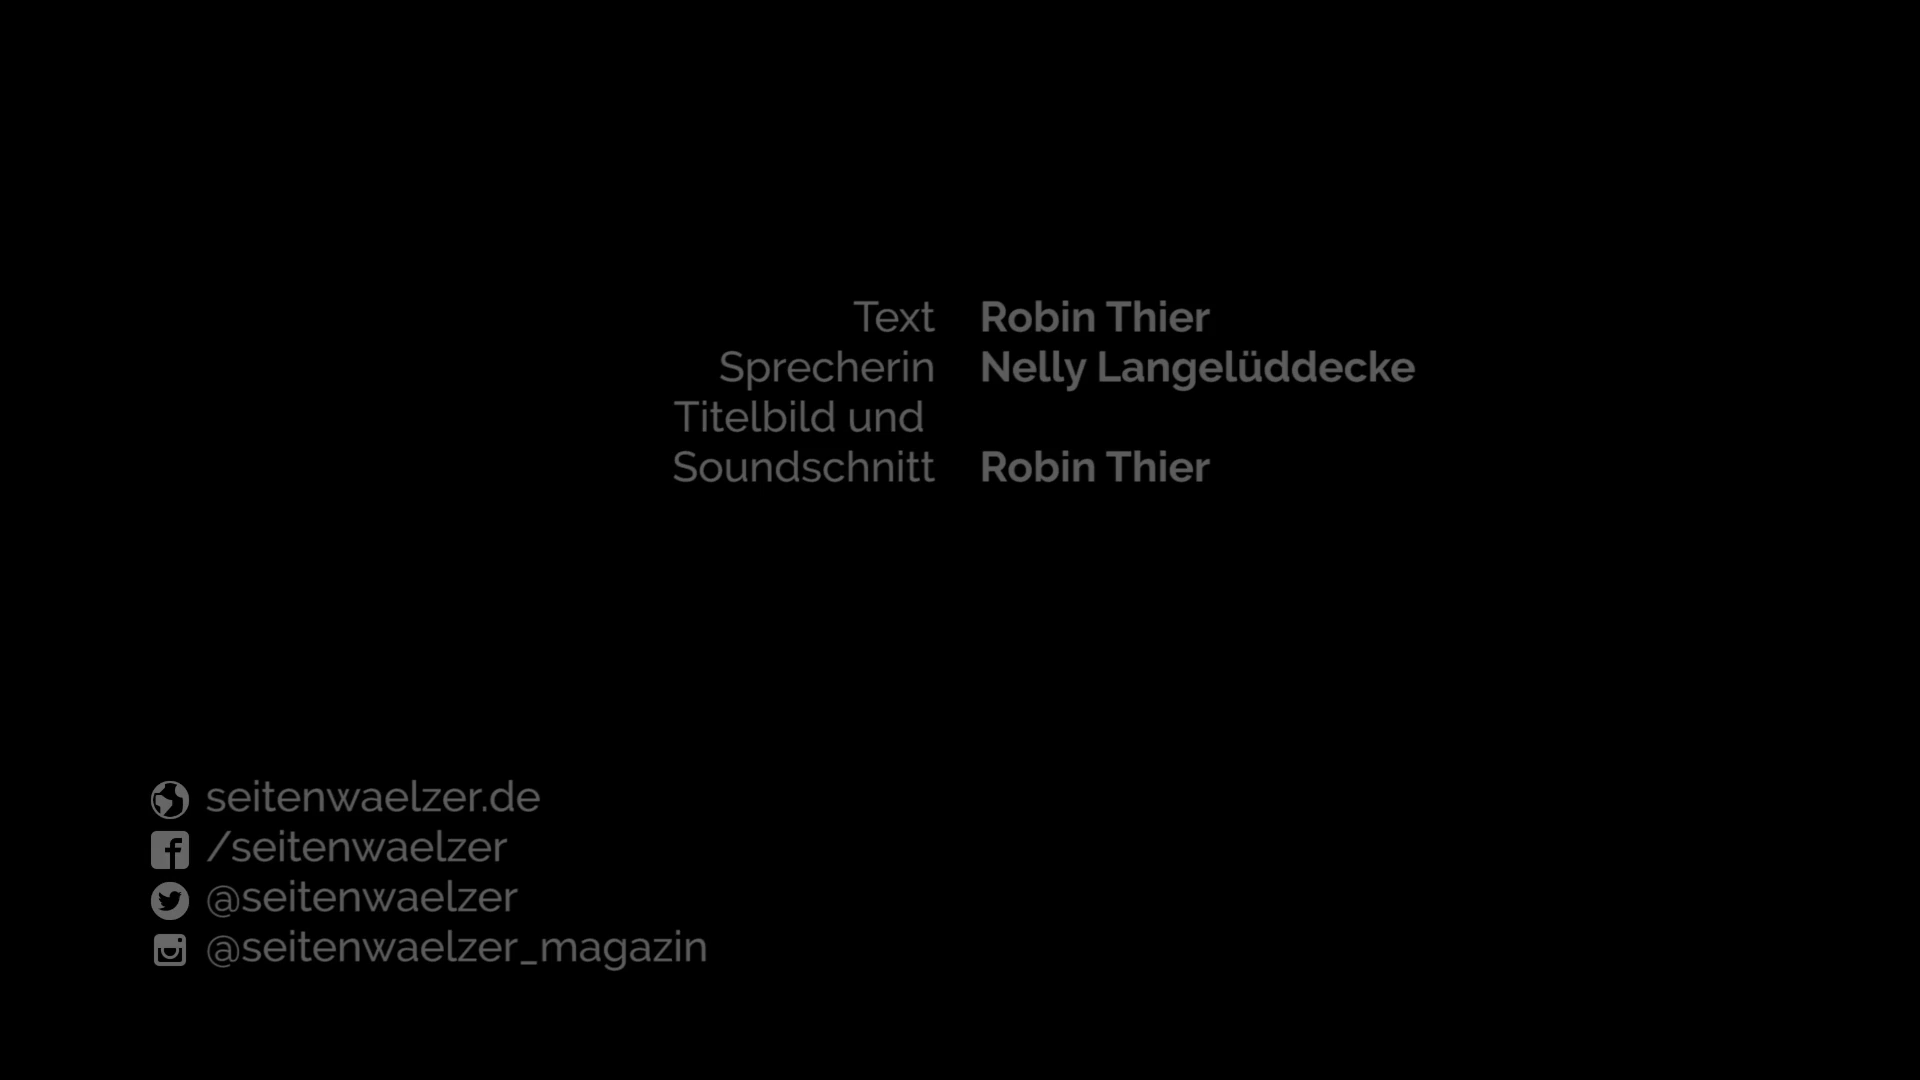 Text Robin Thier
Sprecherin Nelly Langelüddecke
Titelbild und
Soundschnitt Robin Thier
seitenwaelzer.de
/seitenwaelzer
@seitenwaelzer
@seitenwaelzer_magazin